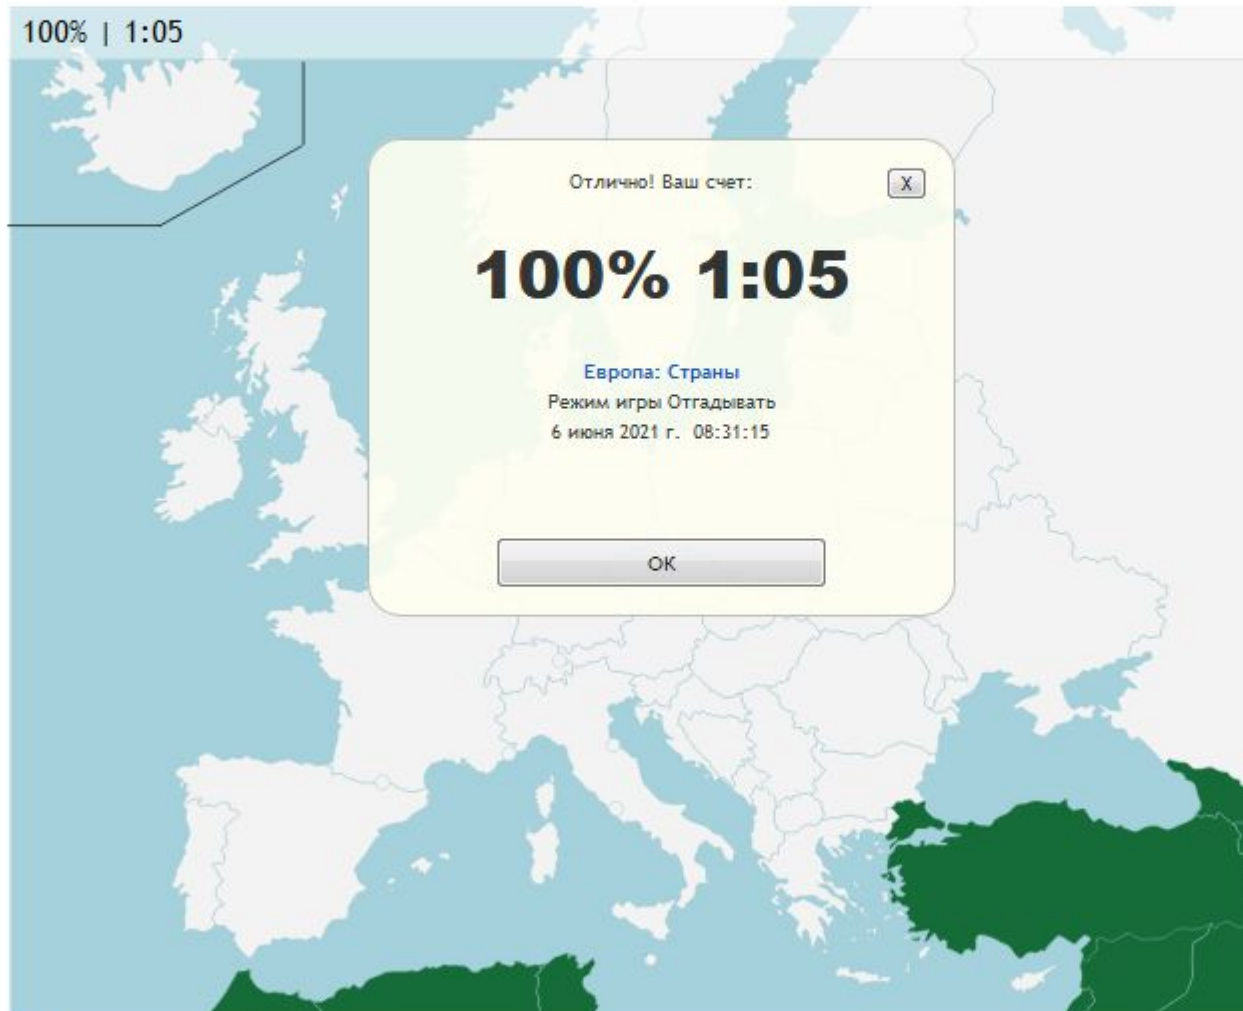 100% | 1:05
Отлично! Ваш счет:
X
100% 1:05
Европа: Страны
Режим игры Отгадывать
6 июня 2021 г. 08:31:15
OK